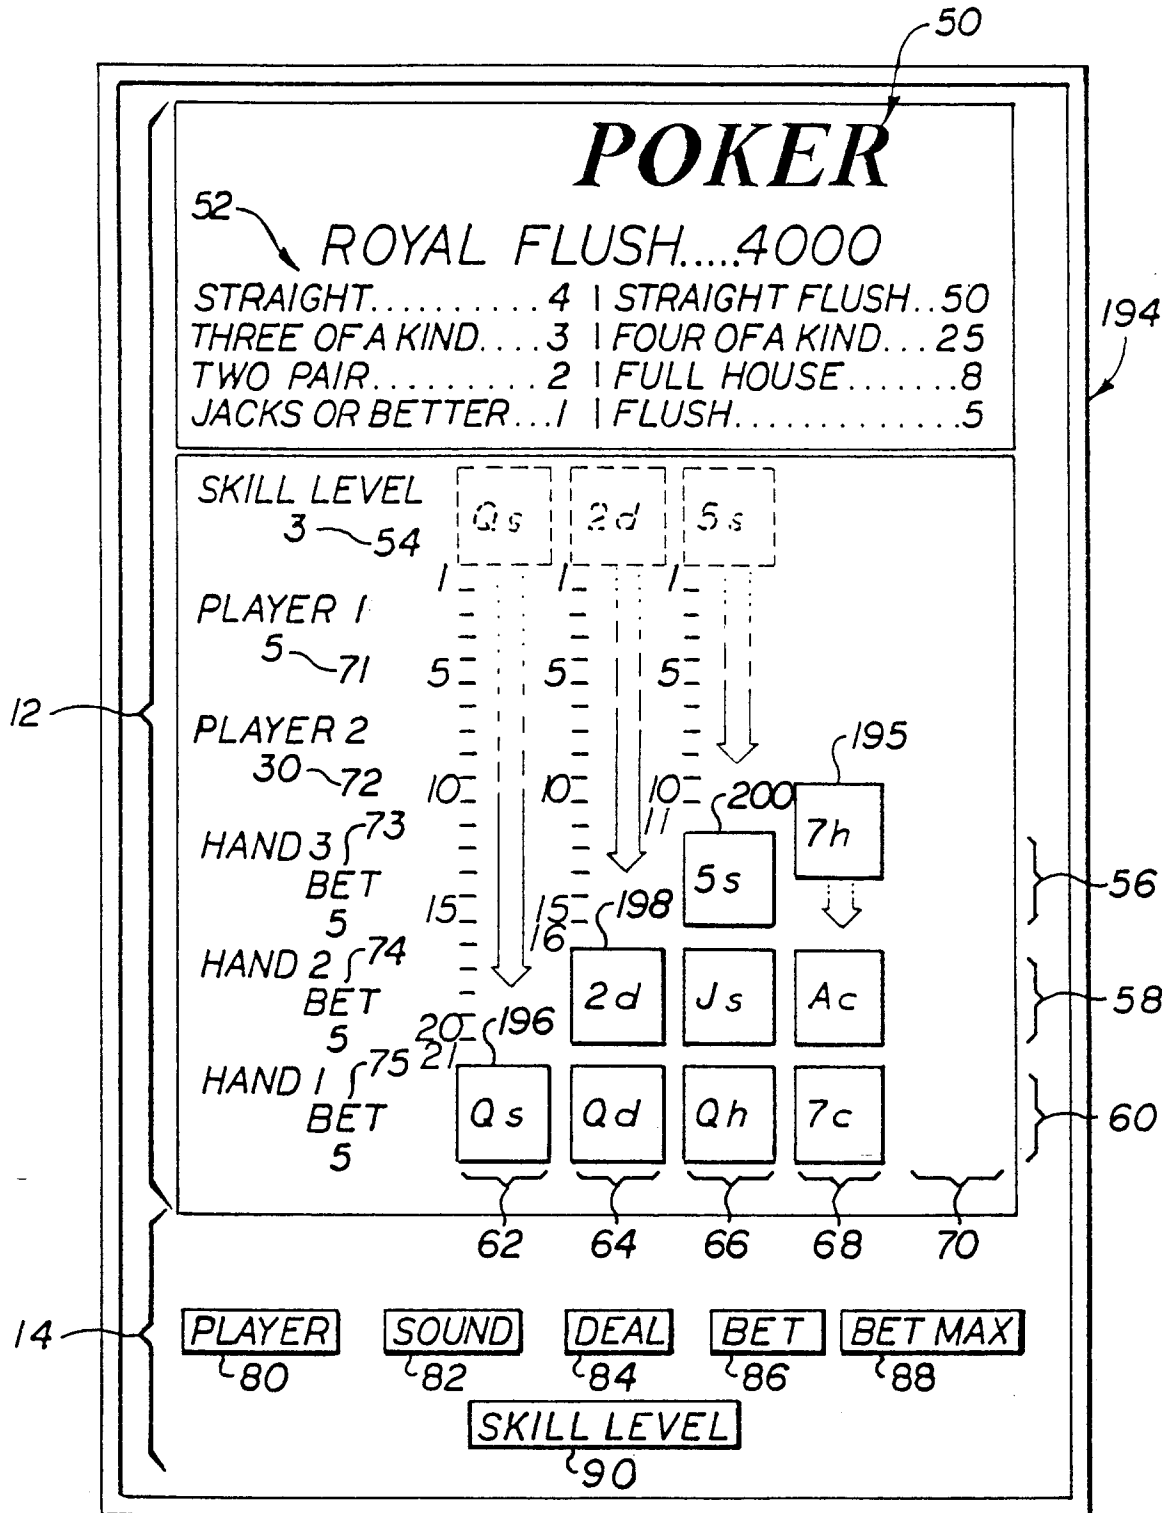 50
POKER
52
ROYAL FLUSH.....4000
STRAIGHT..........4 | STRAIGHT FLUSH..50
THREE OF A KIND....3 | FOUR OF A KIND...25
TWO PAIR..........2 | FULL HOUSE.......8
JACKS OR BETTER...1 | FLUSH.............5
194
SKILL LEVEL
3 54
Qs 2d 5s
1 1 1
PLAYER 1
5 71
5 5 5
12
PLAYER 2
30 72
195
10 10 10
11
200
7h
HAND 3 73
BET
5
5s
56
15 15
16
198
HAND 2 74
BET
5
2d Js Ac
58
20
21
196
HAND 1 75
BET
5
Qs Qd Qh 7c
60
62 64 66 68 70
14
PLAYER SOUND DEAL BET BET MAX
80 82 84 86 88
SKILL LEVEL
90